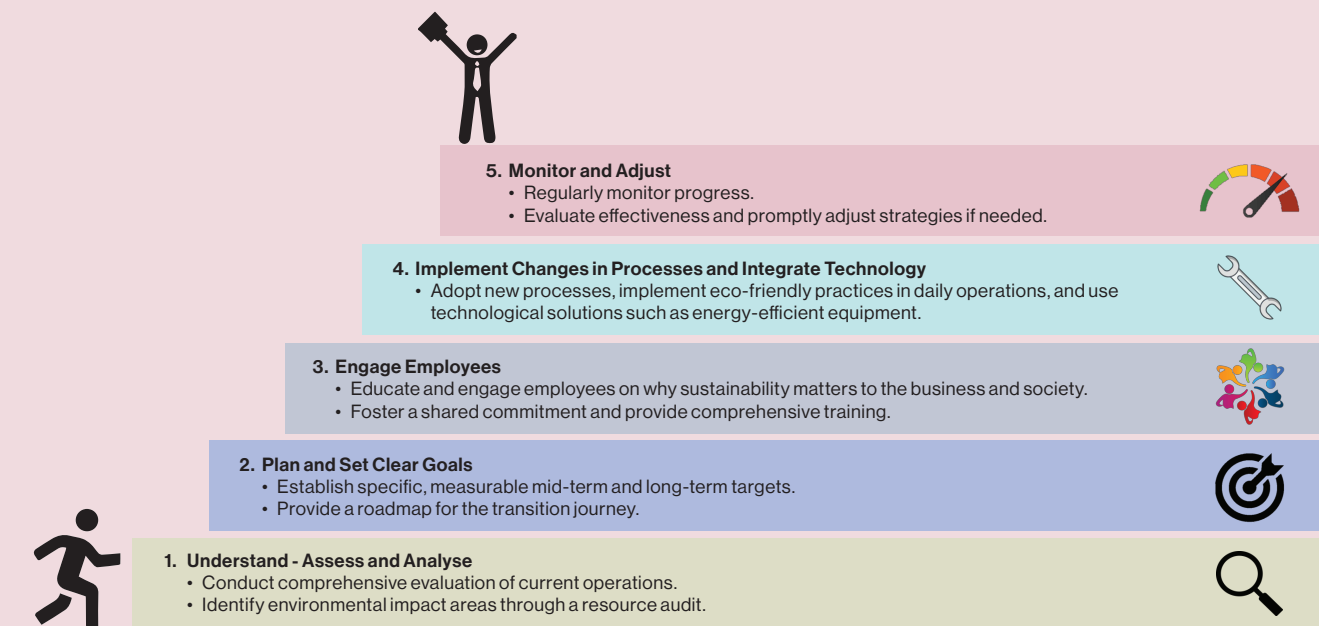 5. Monitor and Adjust
• Regularly monitor progress.
• Evaluate effectiveness and promptly adjust strategies if needed.
4. Implement Changes in Processes and Integrate Technology
• Adopt new processes, implement eco-friendly practices in daily operations, and use
technological solutions such as energy-efficient equipment.
3. Engage Employees
• Educate and engage employees on why sustainability matters to the business and society.
• Foster a shared commitment and provide comprehensive training.
2. Plan and Set Clear Goals
• Establish specific, measurable mid-term and long-term targets.
• Provide a roadmap for the transition journey.
1. Understand - Assess and Analyse
• Conduct comprehensive evaluation of current operations.
• Identify environmental impact areas through a resource audit.